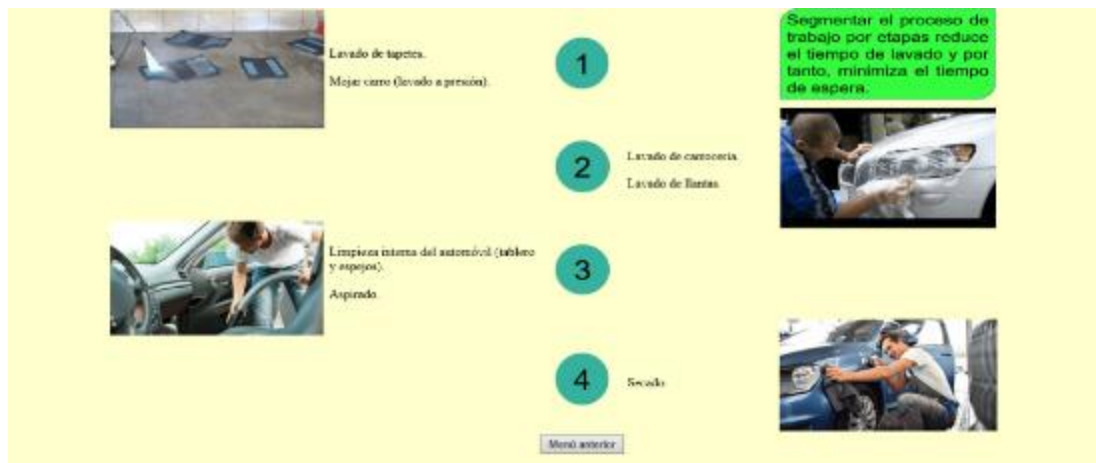 Segmentar el proceso de
trabajo por etapas reduce
el tiempo de lavado y por
tanto, minimiza el tiempo
de espera.
1
Lavado de tapetes.
Mojar carro (lavado a presión).
2
Lavado de carrocería
Lavado de llantas
3
Limpieza interna del automóvil (tablero
y espejos).
Aspirado.
4
Secado
Menú anterior